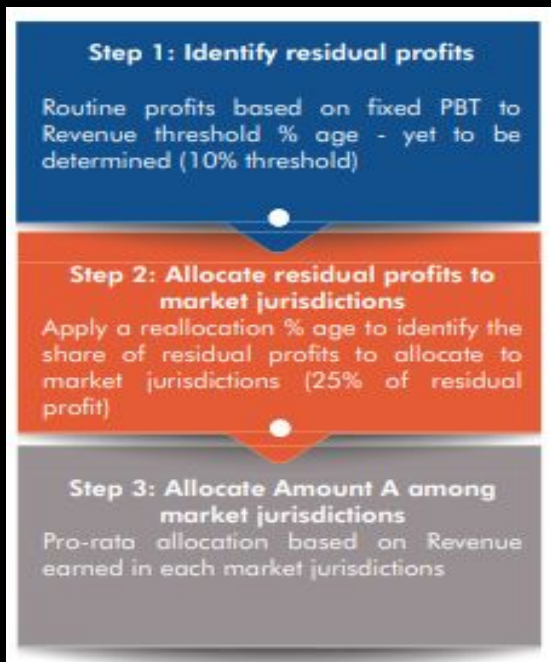 Step 1: Identify residual profits
Routine profits based on fixed PBT to
Revenue threshold % age - yet to be
determined (10% threshold)
Step 2: Allocate residual profits to
market jurisdictions
Apply a reallocation % age to identify the
share of residual profits to allocate to
market jurisdictions (25% of residual
profit)
Step 3: Allocate Amount A among
market jurisdictions
Pro-rata allocation based on Revenue
earned in each market jurisdictions